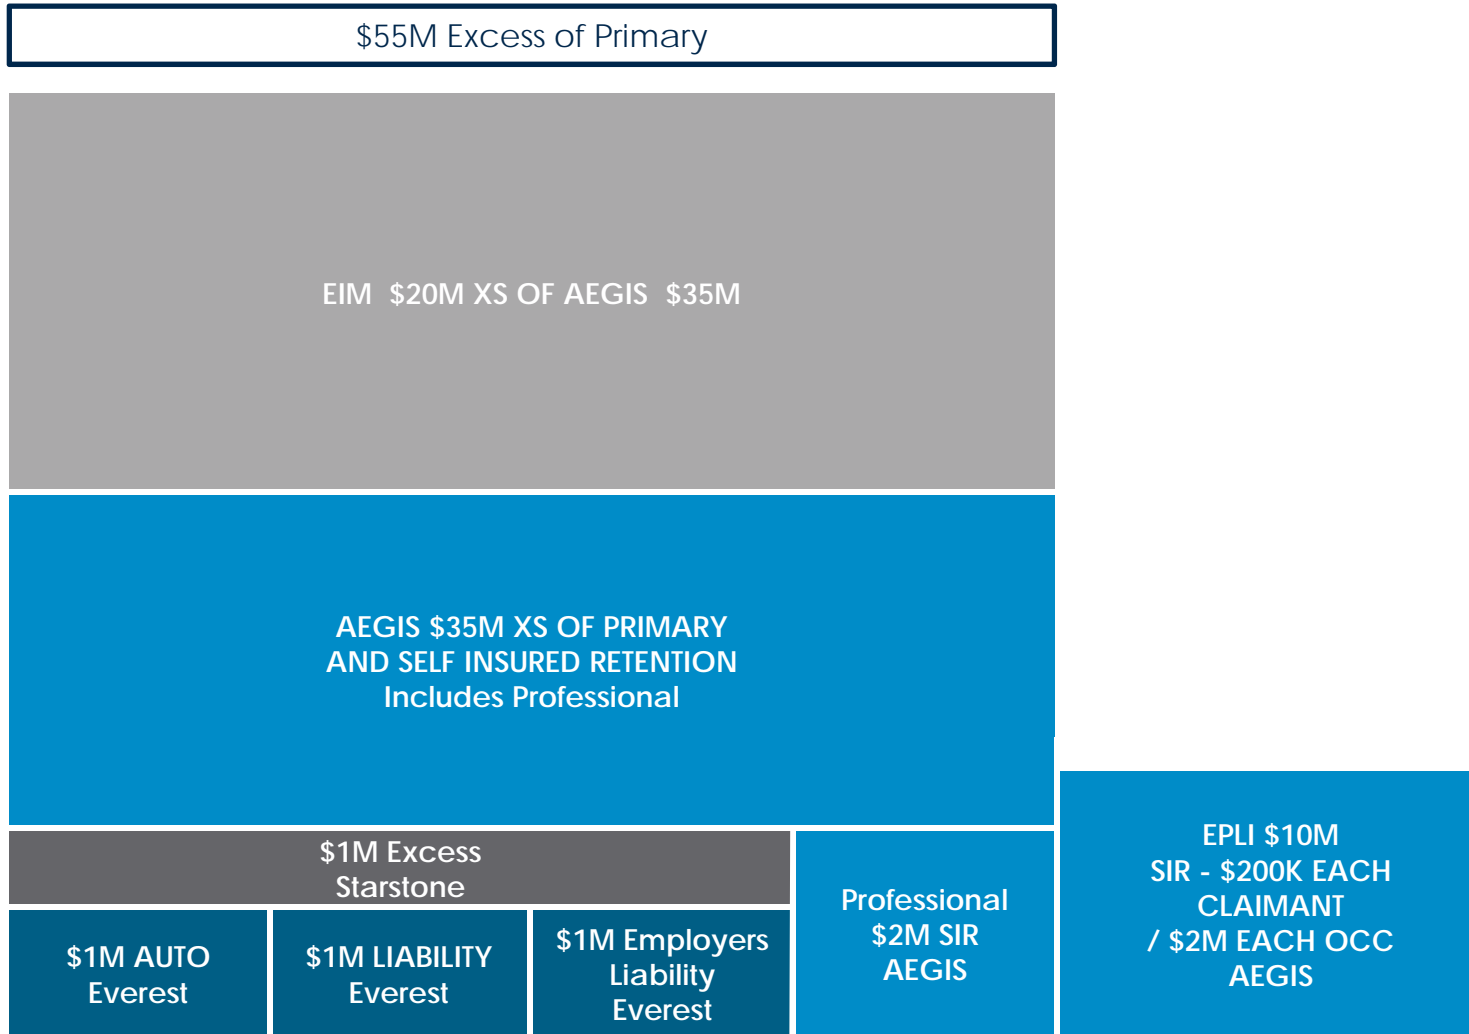 $55M Excess of Primary
EIM $20M XS OF AEGIS $35M
AEGIS $35M XS OF PRIMARY
AND SELF INSURED RETENTION
Includes Professional
$1M Excess
Starstone
$1M AUTO
Everest
$1M LIABILITY
Everest
$1M Employers
Liability
Everest
Professional
$2M SIR
AEGIS
EPLI $10M
SIR - $200K EACH
CLAIMANT
/ $2M EACH OCC
AEGIS